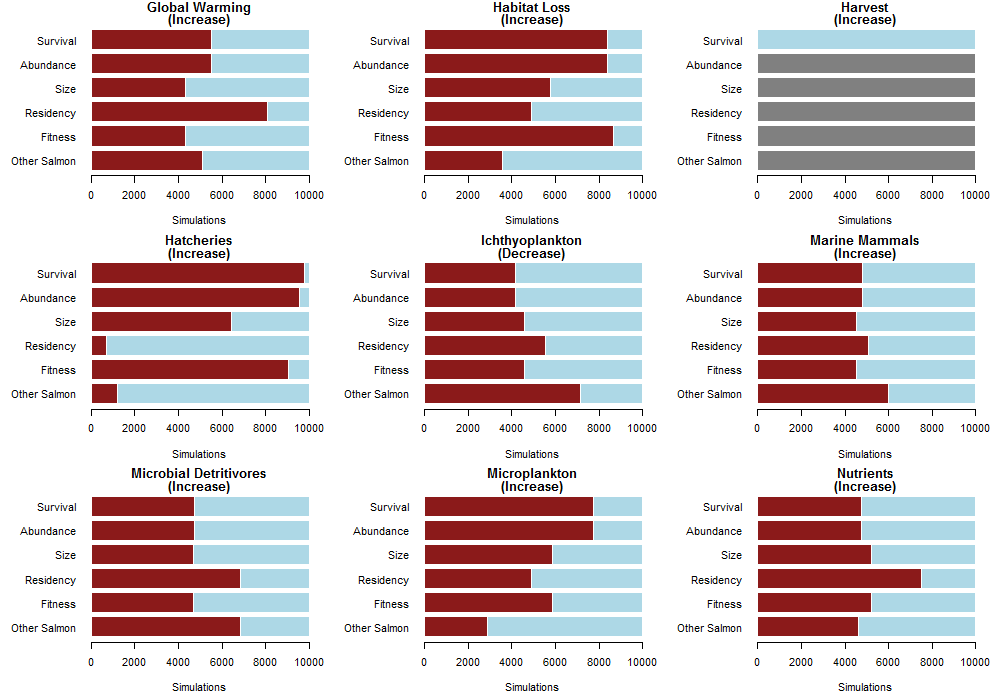 Global Warming
(Increase)
Survival
Abundance
Size
Residency
Fitness
Other Salmon
0 2000 4000 6000 8000 10000
Simulations
Habitat Loss
(Increase)
Survival
Abundance
Size
Residency
Fitness
Other Salmon
0 2000 4000 6000 8000 10000
Simulations
Harvest
(Increase)
Survival
Abundance
Size
Residency
Fitness
Other Salmon
0 2000 4000 6000 8000 10000
Simulations
Hatcheries
(Increase)
Survival
Abundance
Size
Residency
Fitness
Other Salmon
0 2000 4000 6000 8000 10000
Simulations
Ichthyoplankton
(Decrease)
Survival
Abundance
Size
Residency
Fitness
Other Salmon
0 2000 4000 6000 8000 10000
Simulations
Marine Mammals
(Increase)
Survival
Abundance
Size
Residency
Fitness
Other Salmon
0 2000 4000 6000 8000 10000
Simulations
Microbial Detritivores
(Increase)
Survival
Abundance
Size
Residency
Fitness
Other Salmon
0 2000 4000 6000 8000 10000
Simulations
Microplankton
(Increase)
Survival
Abundance
Size
Residency
Fitness
Other Salmon
0 2000 4000 6000 8000 10000
Simulations
Nutrients
(Increase)
Survival
Abundance
Size
Residency
Fitness
Other Salmon
0 2000 4000 6000 8000 10000
Simulations